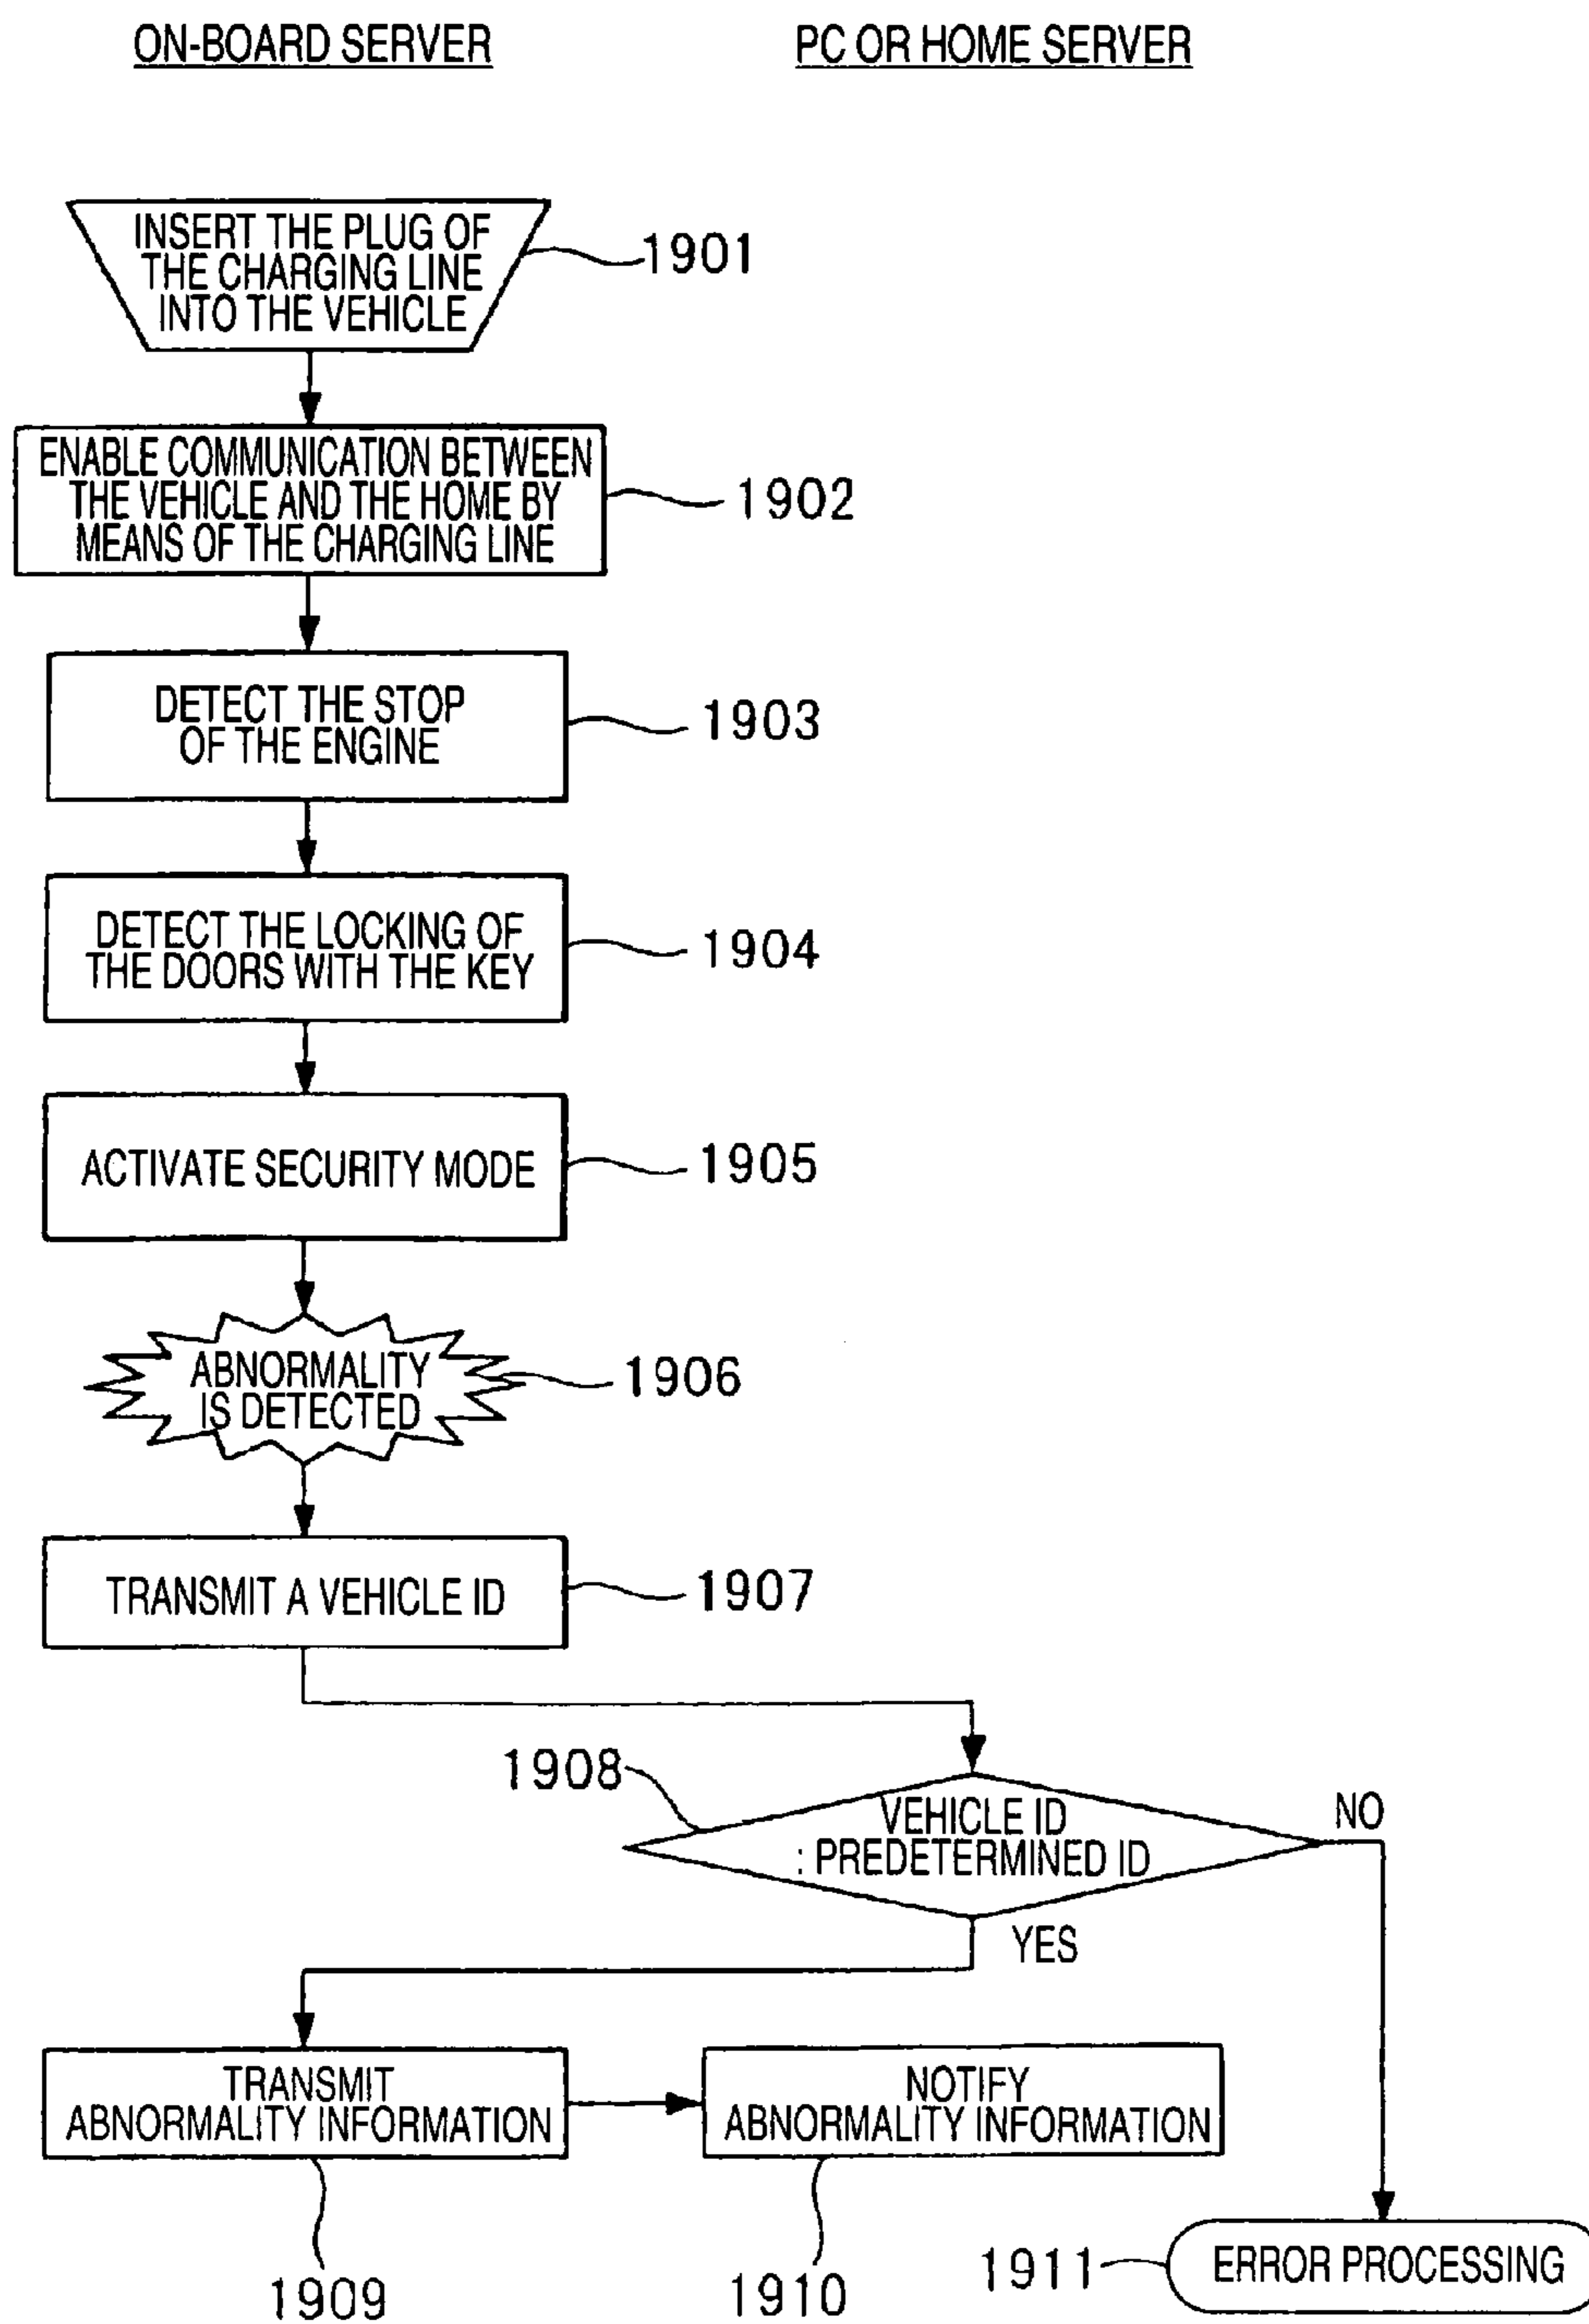 ON-BOARD SERVER
PC OR HOME SERVER
INSERT THE PLUG OF
THE CHARGING LINE
INTO THE VEHICLE
1901
ENABLE COMMUNICATION BETWEEN
THE VEHICLE AND THE HOME BY
MEANS OF THE CHARGING LINE
1902
DETECT THE STOP
OF THE ENGINE
1903
DETECT THE LOCKING OF
THE DOORS WITH THE KEY
1904
ACTIVATE SECURITY MODE
1905
ABNORMALITY
IS DETECTED
1906
TRANSMIT A VEHICLE ID
1907
1908
VEHICLE ID
: PREDETERMINED ID
NO
YES
TRANSMIT
ABNORMALITY INFORMATION
NOTIFY
ABNORMALITY INFORMATION
1909
1910
1911
ERROR PROCESSING